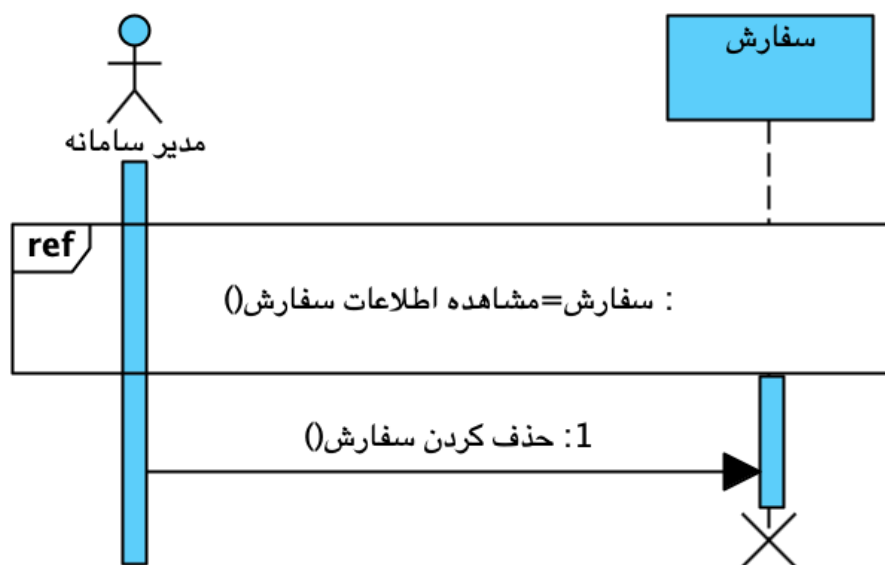 سفارش
مدیر سامانه
ref
: سفارش=مشاهده اطلاعات سفارش()
1: حذف کردن سفارش()